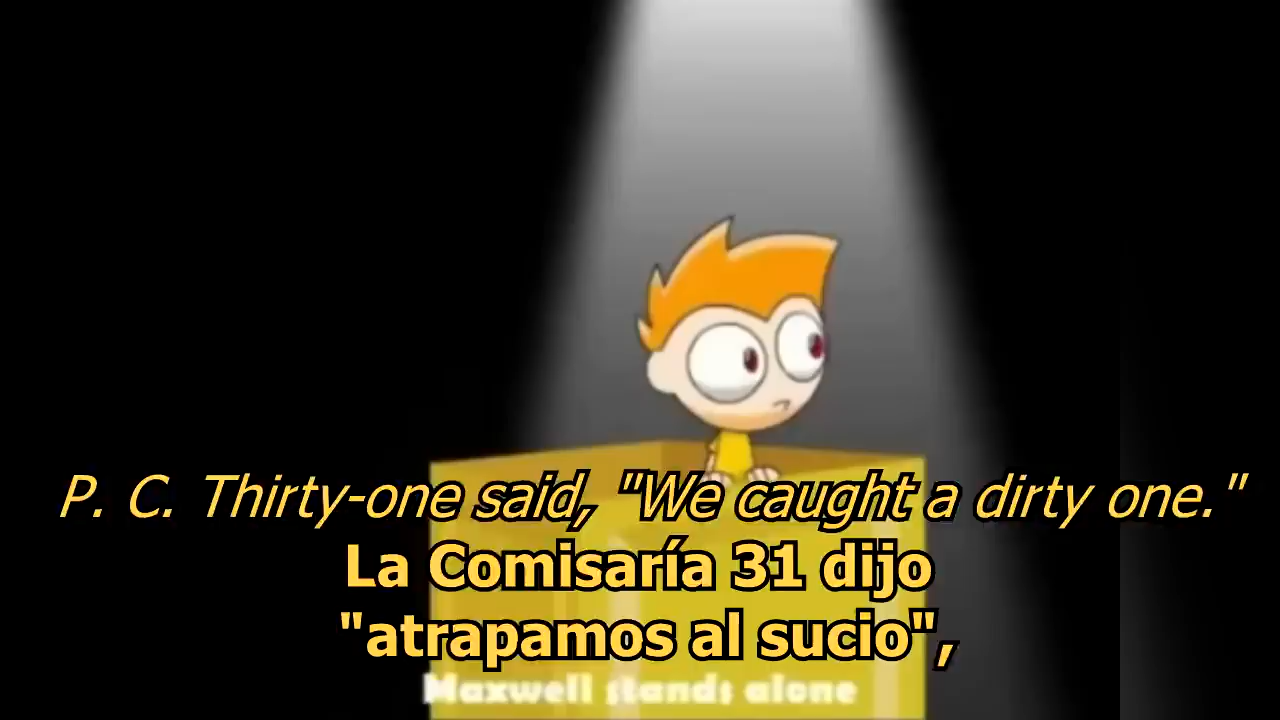 P. C. Thirty-one said, "We caught a dirty one."
La Comisaría 31 dijo
"atrapamos al sucio",
Maxwell stands alone